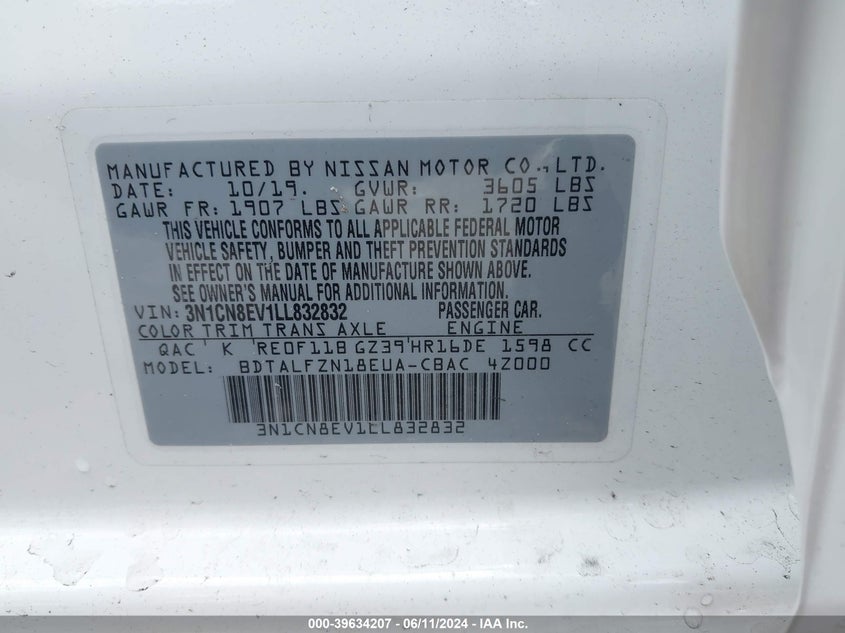 MANUFACTURED BY NISSAN MOTOR CO., LTD.
DATE: 10/19. GVWR: 3605 LBS
GAWR FR: 1907 LBS GAWR RR: 1720 LBS
THIS VEHICLE CONFORMS TO ALL APPLICABLE FEDERAL MOTOR
VEHICLE SAFETY, BUMPER AND THEFT PREVENTION STANDARDS
IN EFFECT ON THE DATE OF MANUFACTURE SHOWN ABOVE.
SEE OWNER'S MANUAL FOR ADDITIONAL INFORMATION.
VIN: 3N1CN8EV1LL832832 PASSENGER CAR.
COLOR TRIM TRANS AXLE ENGINE
QAC K RE0F11B GZ39 HR16DE 1598 CC
MODEL: BDTALFZN18EUA-CBAC 4Z000
3N1CN8EV1LL832832
000-39634207 - 06/11/2024 - IAA Inc.